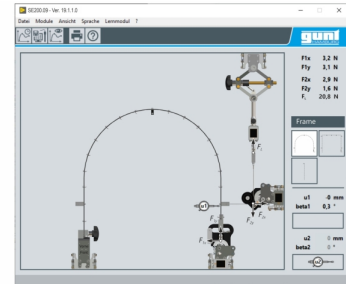 SE200.09 - Ver. 19.1.1.0
Datei Module Ansicht Sprache Lernmodul ?
gunt
F1x 3,2 N
F1y 3,1 N
F2x 2,9 N
F2y 1,6 N
20,8 N
Frame
u1
u1 -0 mm
beta1 0,3 °
u2 0 mm
beta2 0 °
u2